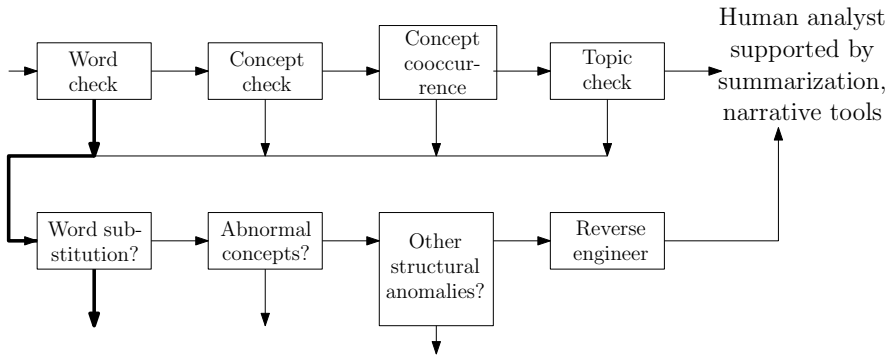 Word
check
Concept
check
Concept
cooccur-
rence
Topic
check
Human analyst
supported by
summarization,
narrative tools
Word sub-
stitution?
Abnormal
concepts?
Other
structural
anomalies?
Reverse
engineer